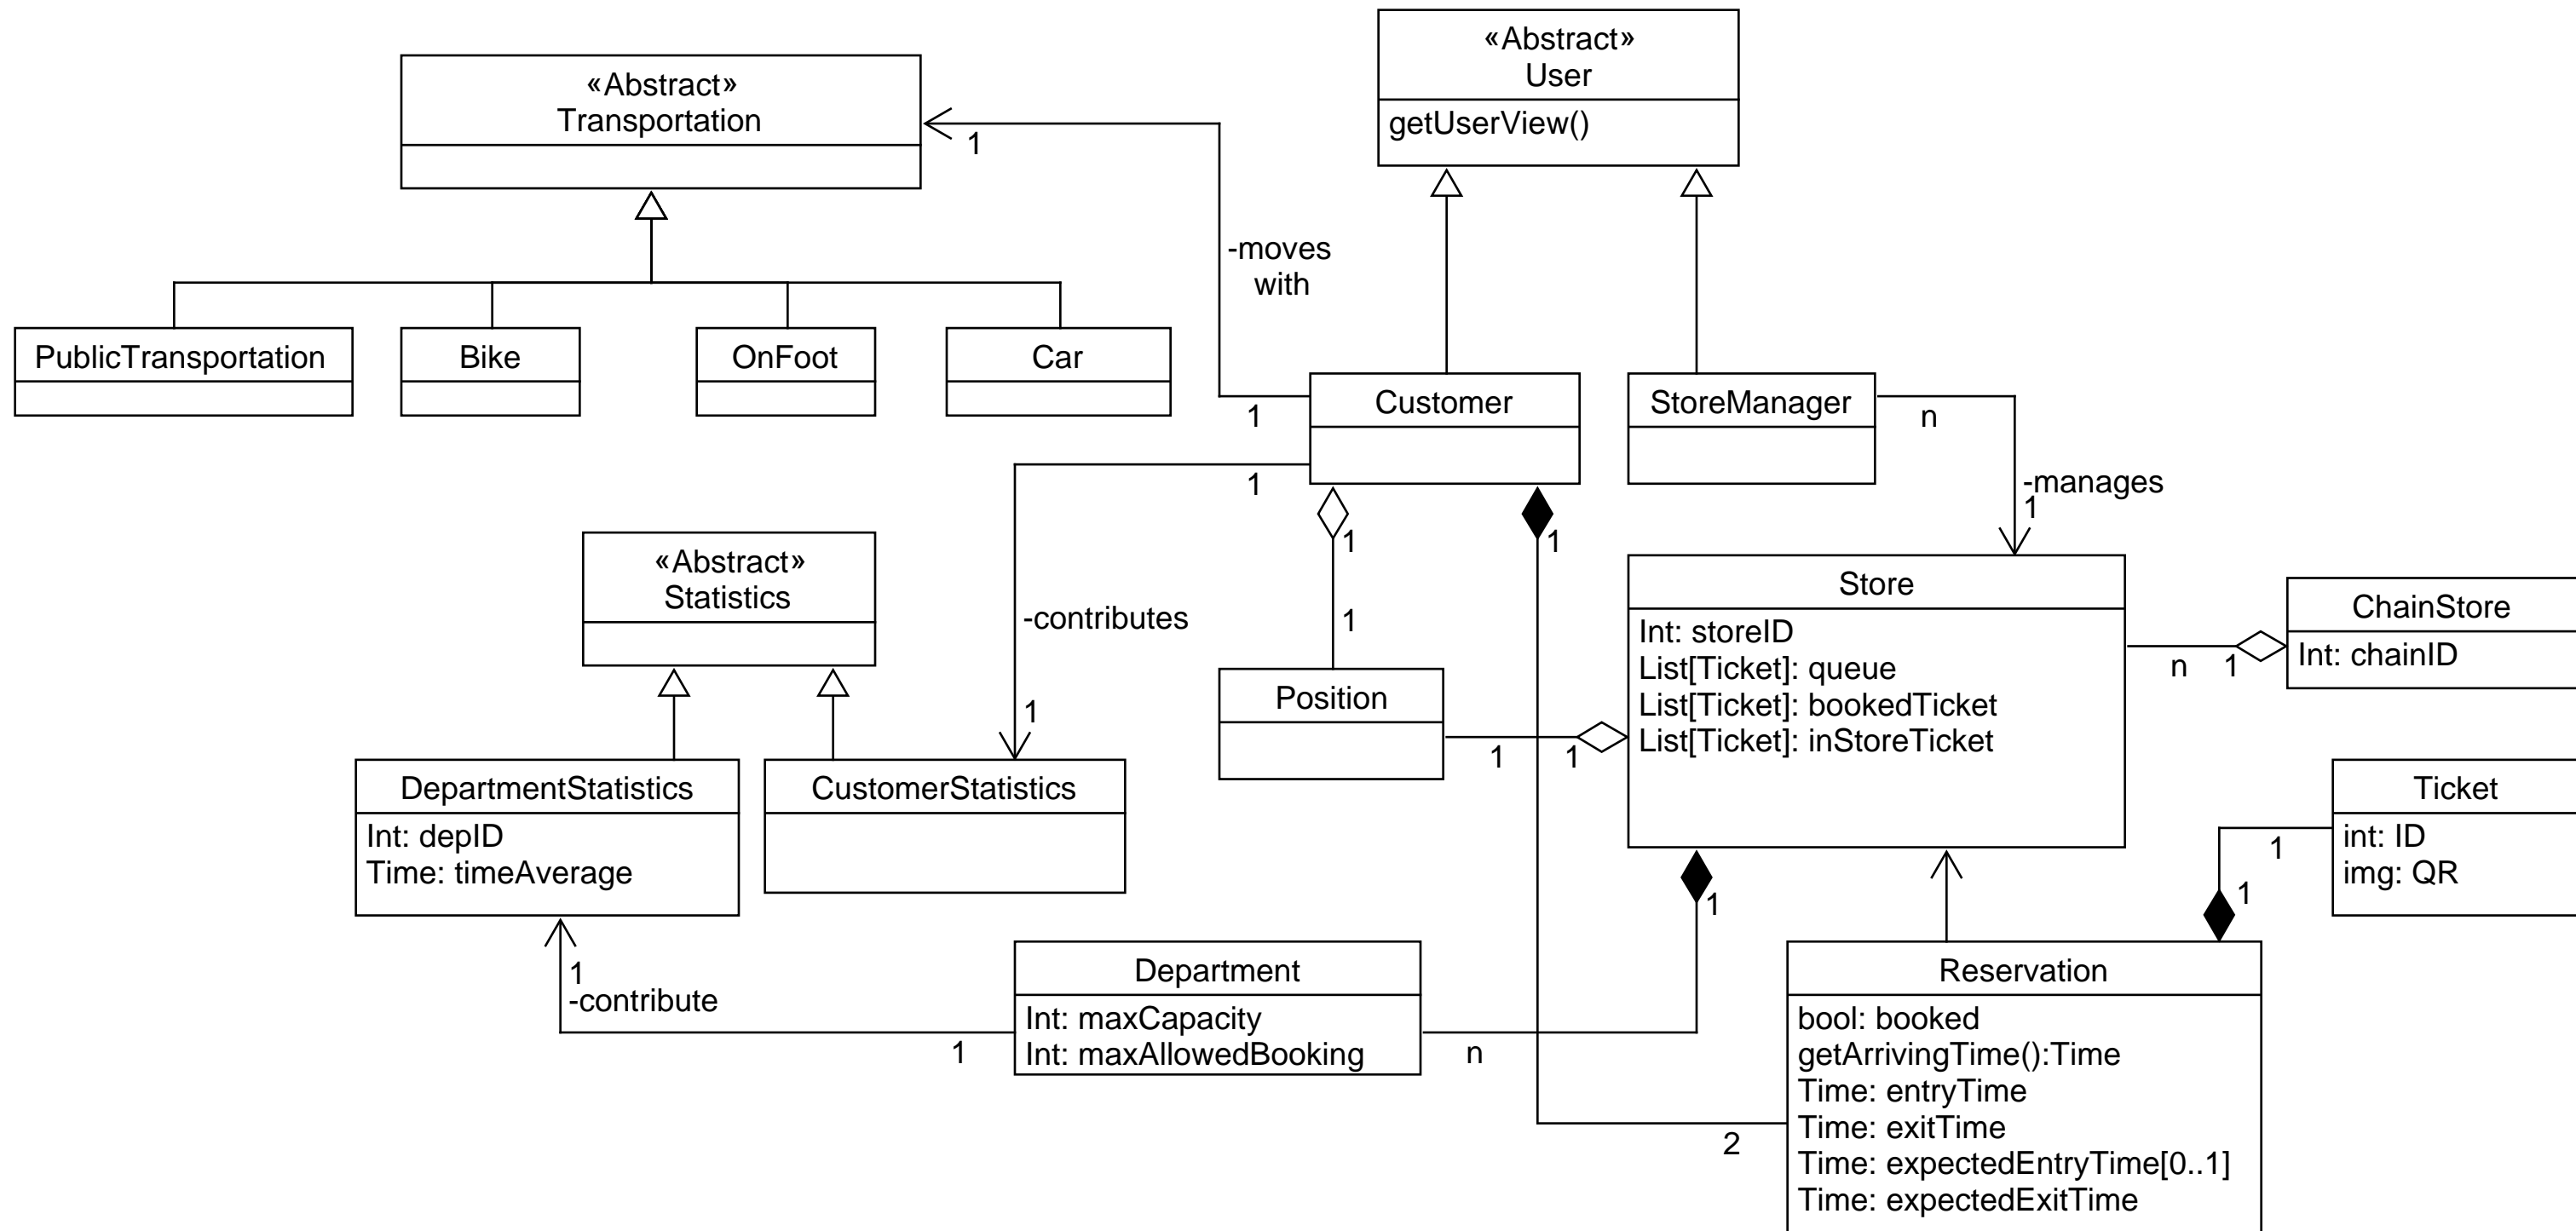 «Abstract»
User
getUserView()
«Abstract»
Transportation
1
-moves
with
PublicTransportation
Bike
OnFoot
Car
1
Customer
StoreManager
n
1
-manages
1
1
1
«Abstract»
Statistics
-contributes
1
1
Store
Int: storeID
List[Ticket]: queue
List[Ticket]: bookedTicket
List[Ticket]: inStoreTicket
n
1
ChainStore
Int: chainID
Position
1
1
DepartmentStatistics
Int: depID
Time: timeAverage
CustomerStatistics
Ticket
int: ID
img: QR
1
1
1
1
-contribute
1
Department
Int: maxCapacity
Int: maxAllowedBooking
n
2
Reservation
bool: booked
getArrivingTime():Time
Time: entryTime
Time: exitTime
Time: expectedEntryTime[0..1]
Time: expectedExitTime